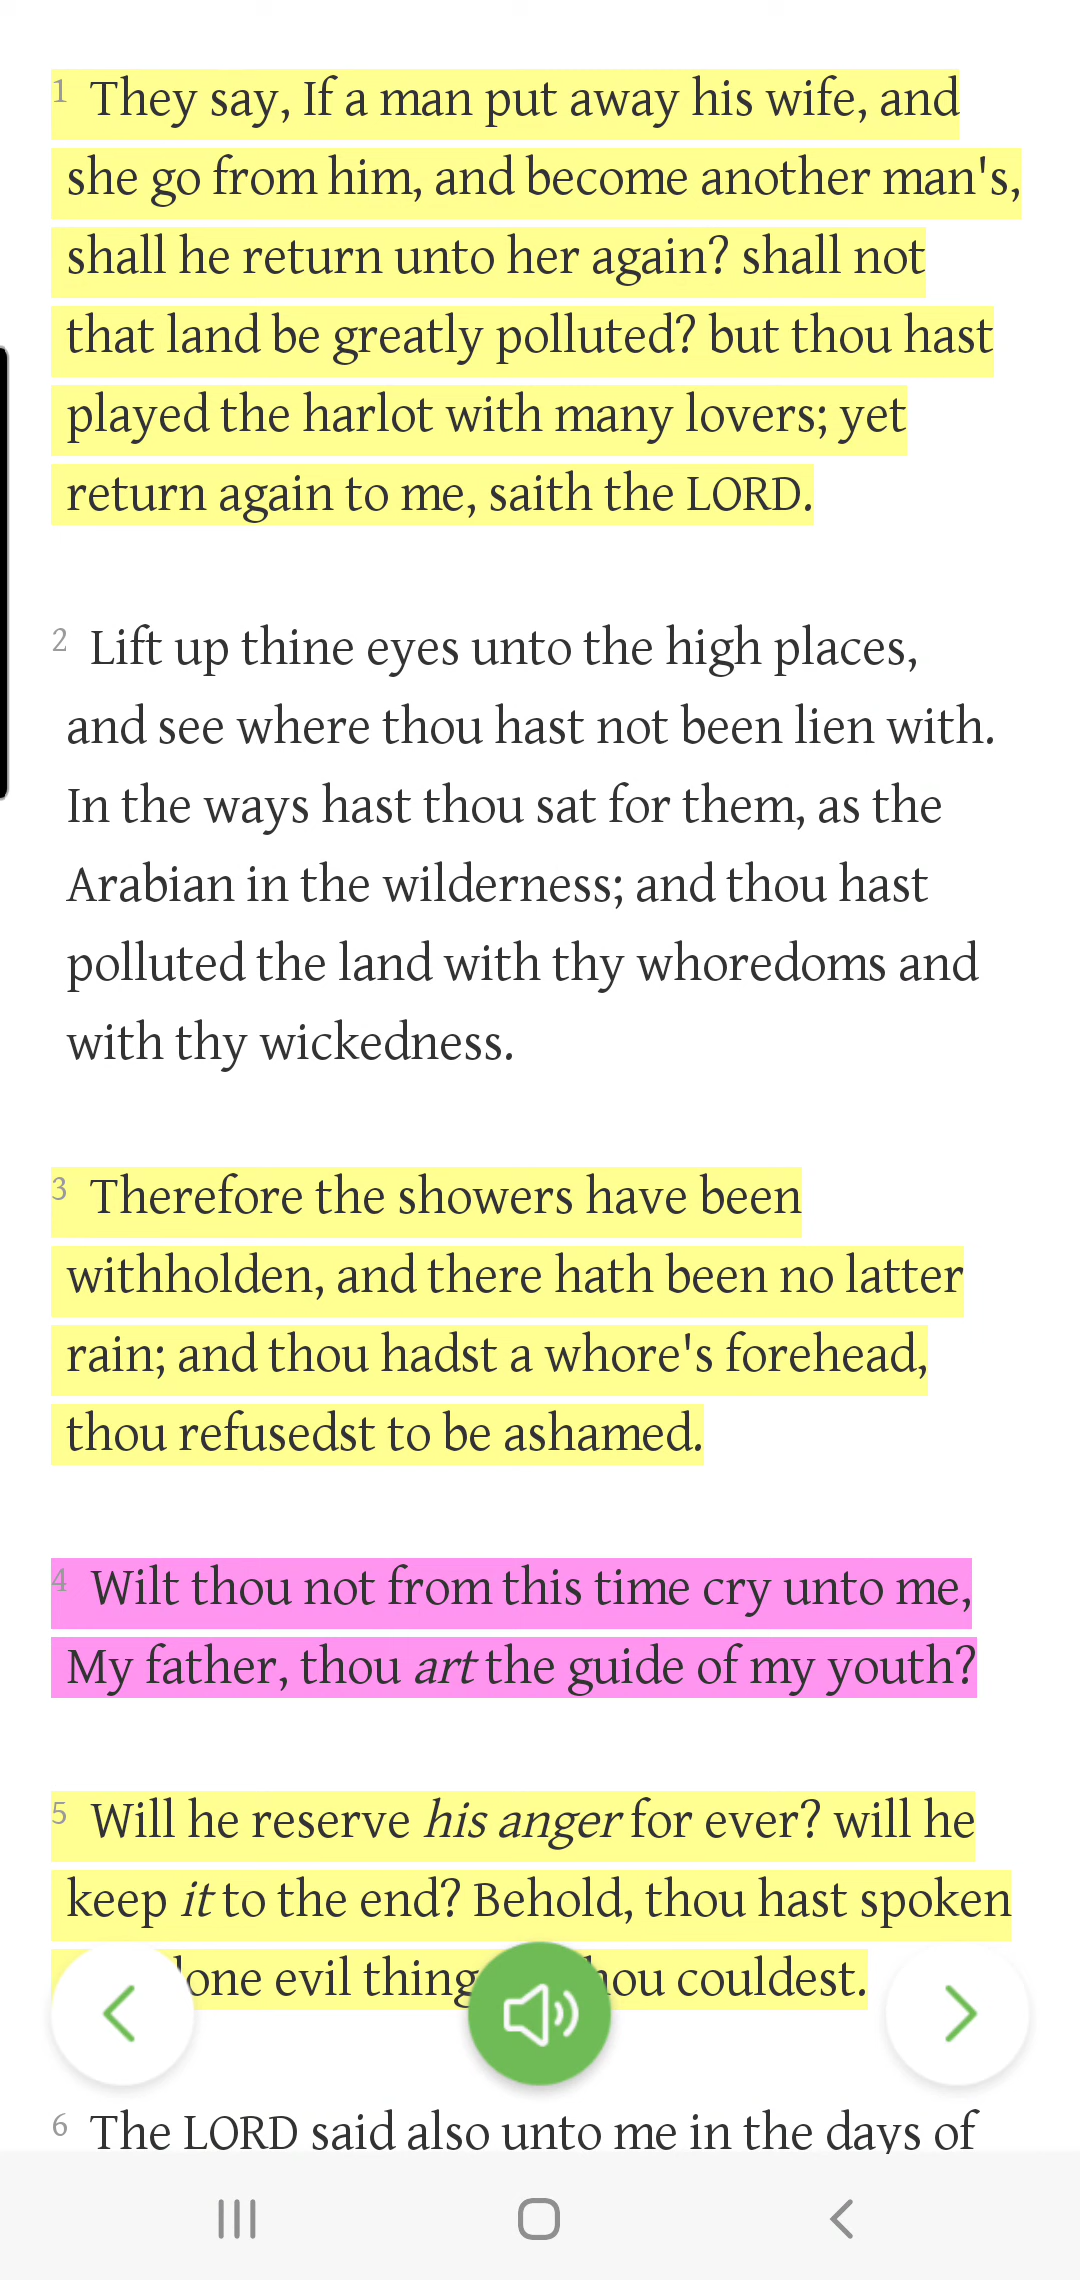 1 They say, If a man put away his wife, and
she go from him, and become another man's,
shall he return unto her again? shall not
that land be greatly polluted? but thou hast
played the harlot with many lovers; yet
return again to me, saith the LORD.
2 Lift up thine eyes unto the high places,
and see where thou hast not been lien with.
In the ways hast thou sat for them, as the
Arabian in the wilderness; and thou hast
polluted the land with thy whoredoms and
with thy wickedness.
3 Therefore the showers have been
withholden, and there hath been no latter
rain; and thou hadst a whore's forehead,
thou refusedst to be ashamed.
4 Wilt thou not from this time cry unto me,
My father, thou art the guide of my youth?
5 Will he reserve his anger for ever? will he
keep it to the end? Behold, thou hast spoken
evil couldest.
6 The LORD said also unto me in the days of